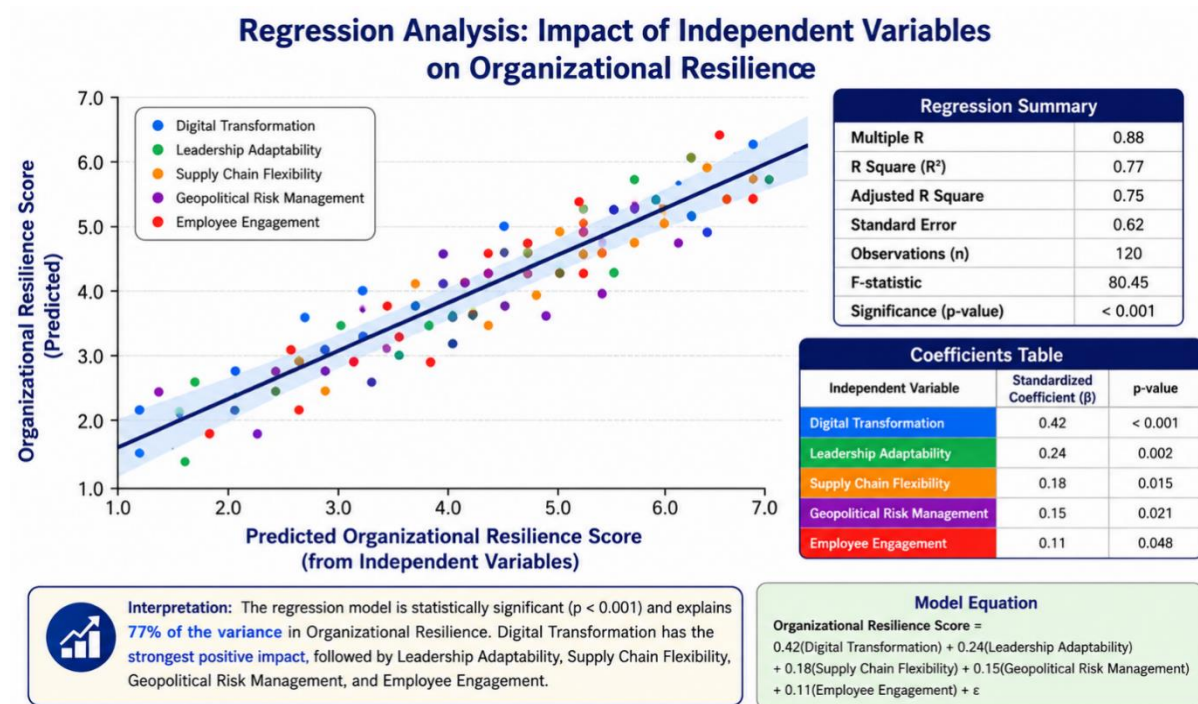 Regression Analysis: Impact of Independent Variables
on Organizational Resilience
Organizational Resilience Score
(Predicted)
7.0
6.0
5.0
4.0
3.0
2.0
1.0
Digital Transformation
Leadership Adaptability
Supply Chain Flexibility
Geopolitical Risk Management
Employee Engagement
1.0 2.0 3.0 4.0 5.0 6.0 7.0
Predicted Organizational Resilience Score
(from Independent Variables)
Regression Summary
Multiple R 0.88
R Square (R²) 0.77
Adjusted R Square 0.75
Standard Error 0.62
Observations (n) 120
F-statistic 80.45
Significance (p-value) < 0.001
Coefficients Table
Independent Variable Standardized Coefficient (β) p-value
Digital Transformation 0.42 < 0.001
Leadership Adaptability 0.24 0.002
Supply Chain Flexibility 0.18 0.015
Geopolitical Risk Management 0.15 0.021
Employee Engagement 0.11 0.048
Interpretation: The regression model is statistically significant (p < 0.001) and explains
77% of the variance in Organizational Resilience. Digital Transformation has the
strongest positive impact, followed by Leadership Adaptability, Supply Chain Flexibility,
Geopolitical Risk Management, and Employee Engagement.
Model Equation
Organizational Resilience Score =
0.42(Digital Transformation) + 0.24(Leadership Adaptability)
+ 0.18(Supply Chain Flexibility) + 0.15(Geopolitical Risk Management)
+ 0.11(Employee Engagement) + ε